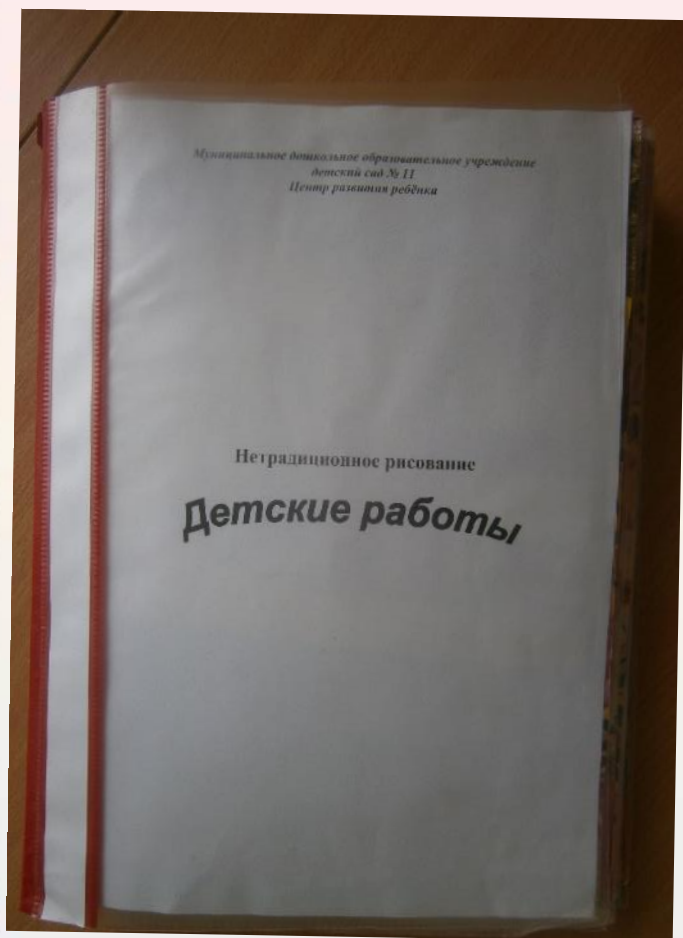 Муниципальное дошкольное образовательное учреждение
детский сад № 11
Центр развития ребёнка
Нетрадиционное рисование
Детские работы